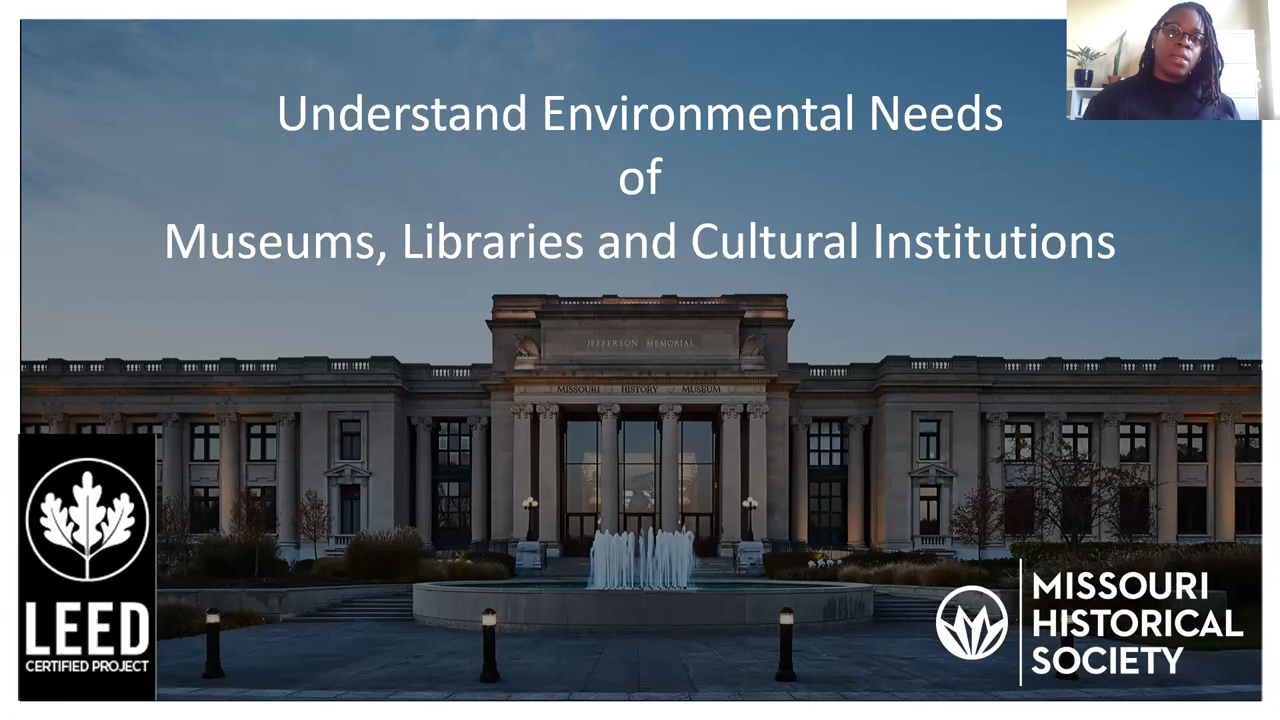 Understand Environmental Needs
of
Museums, Libraries and Cultural Institutions
JEFFERSON MEMORIAL
MISSOURI HISTORY MUSEUM
LEED
CERTIFIED PROJECT
MISSOURI
HISTORICAL
SOCIETY